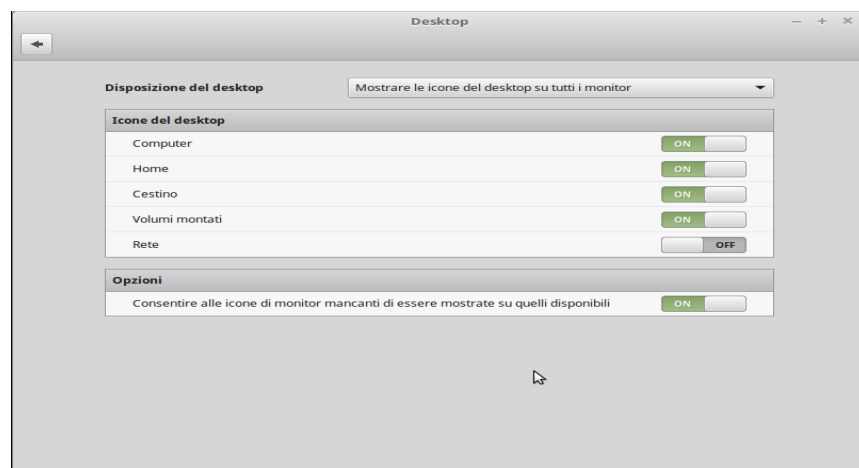 Desktop
Disposizione del desktop Mostrare le icone del desktop su tutti i monitor
Icone del desktop
Computer ON
Home ON
Cestino ON
Volumi montati ON
Rete OFF
Opzioni
Consentire alle icone di monitor mancanti di essere mostrate su quelli disponibili ON